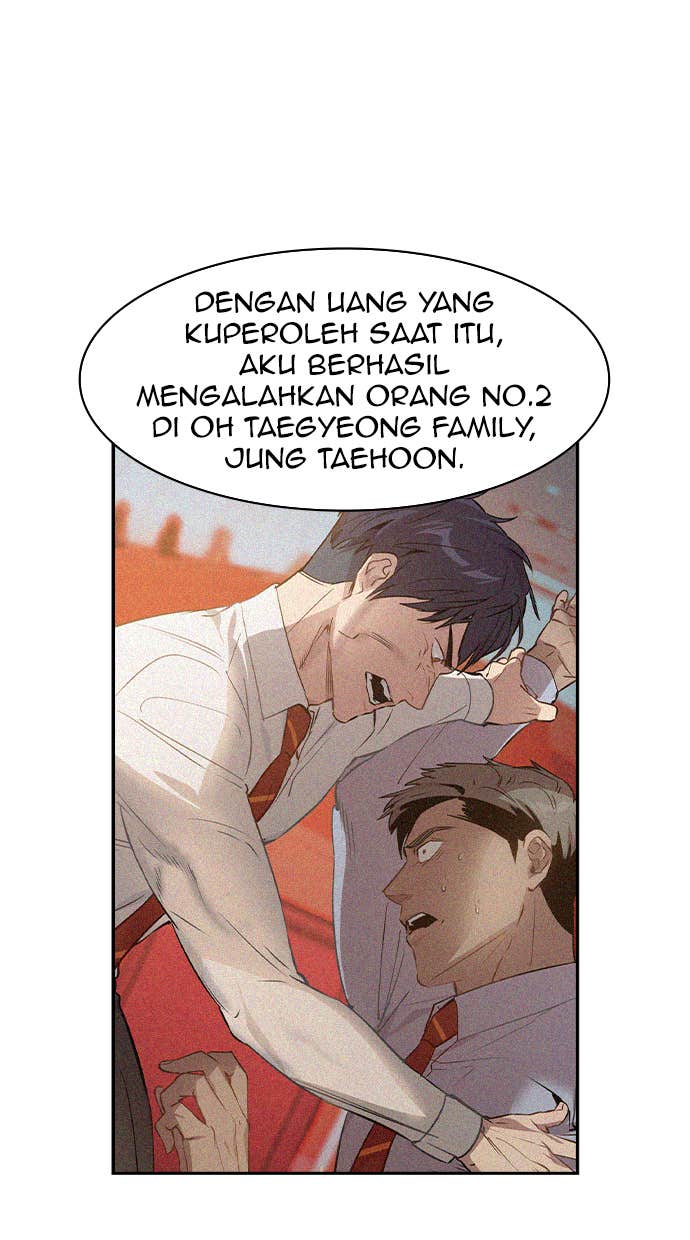 DENGAN UANG YANG
KUPEROLEH SAAT ITU,
AKU BERHASIL
MENGALAHKAN ORANG NO.2
DI OH TAEGYEONG FAMILY,
JUNG TAEHOON.